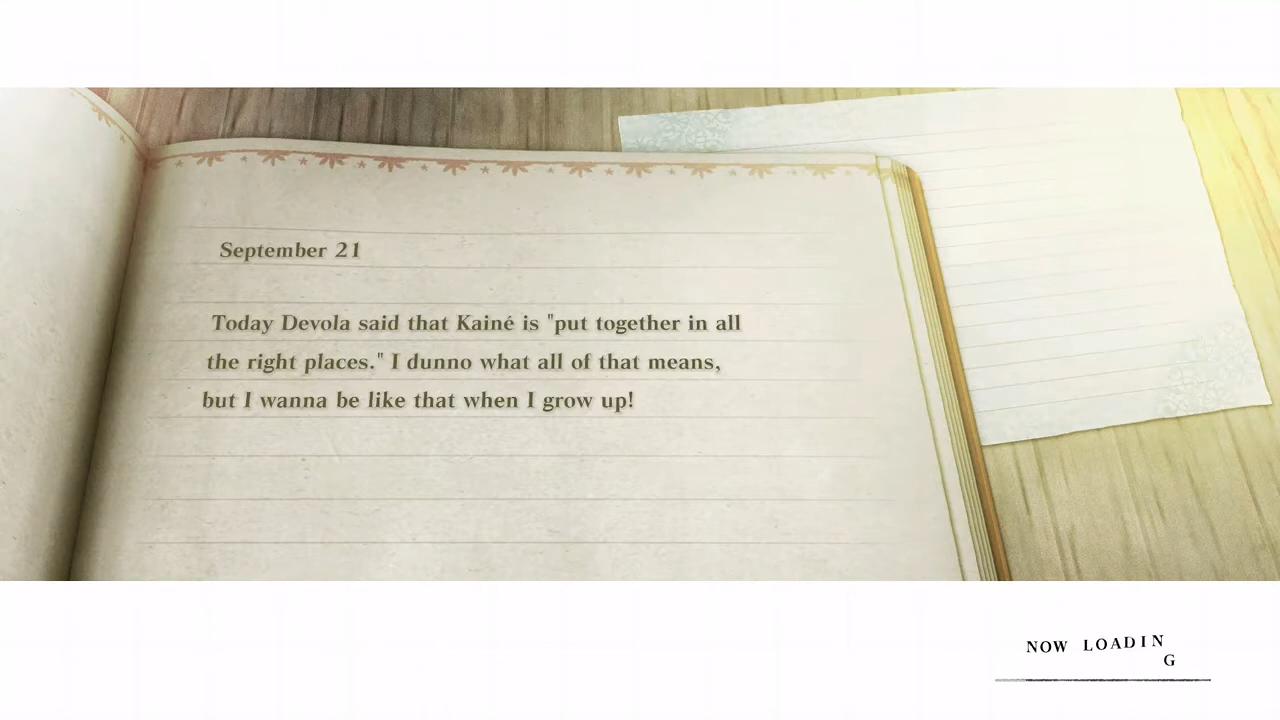 September 21
Today Devola said that Kainé is "put together in all
the right places." I dunno what all of that means,
but I wanna be like that when I grow up!
NOW LOADING